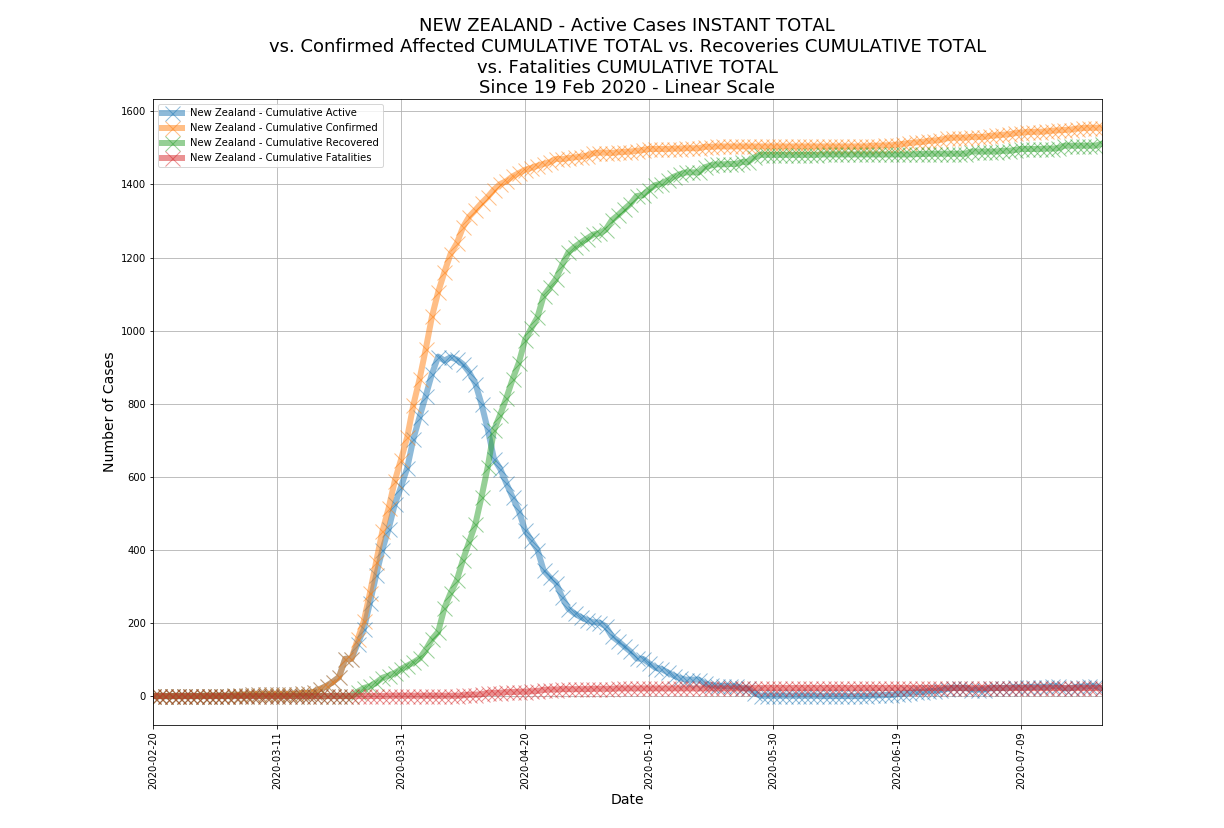 NEW ZEALAND - Active Cases INSTANT TOTAL
vs. Confirmed Affected CUMULATIVE TOTAL vs. Recoveries CUMULATIVE TOTAL
vs. Fatalities CUMULATIVE TOTAL
Since 19 Feb 2020 - Linear Scale
New Zealand - Cumulative Active
New Zealand - Cumulative Confirmed
New Zealand - Cumulative Recovered
New Zealand - Cumulative Fatalities
Number of Cases
1600
1400
1200
1000
800
600
400
200
0
2020-02-20
2020-03-11
2020-03-31
2020-04-20
2020-05-10
2020-05-30
2020-06-19
2020-07-09
Date